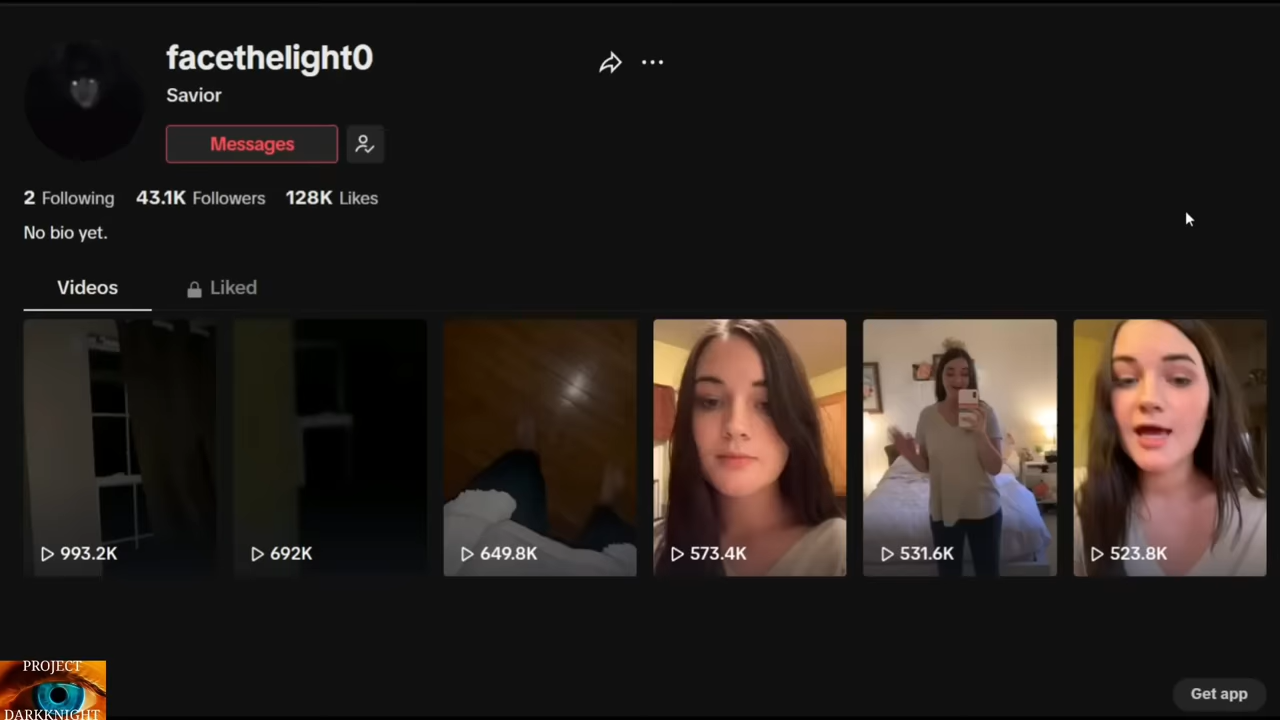 facethelight0
Savior
Messages
2 Following 43.1K Followers 128K Likes
No bio yet.
Videos Liked
993.2K 692K 649.8K 573.4K 531.6K 523.8K
PROJECT
DARKKNIGHT
Get app